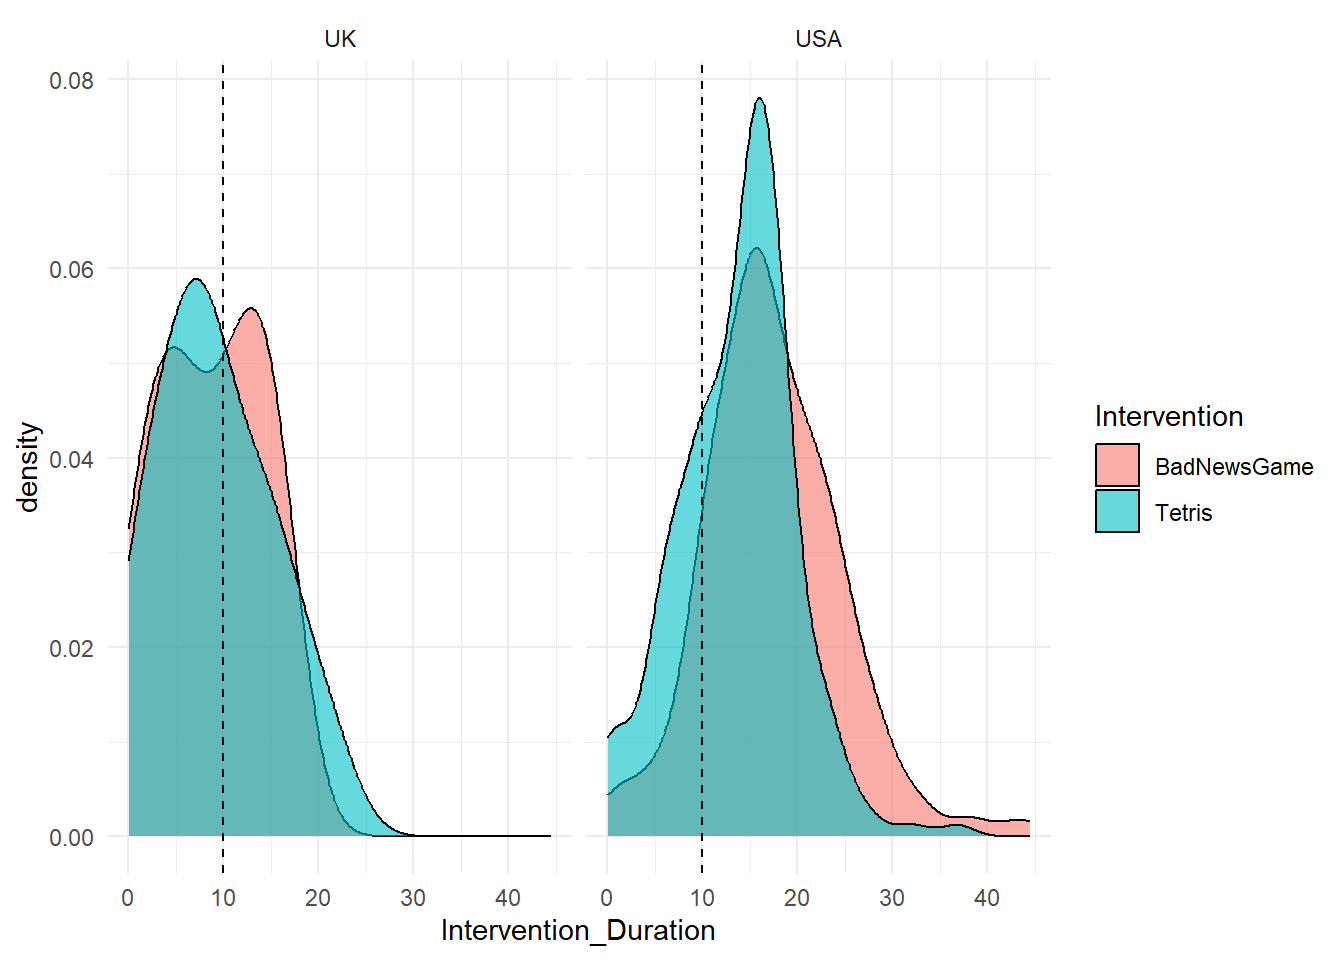 UK
USA
0.08
0.06
0.04
0.02
0.00
density
0 10 20 30 40
0 10 20 30 40
Intervention_Duration
Intervention
BadNewsGame
Tetris